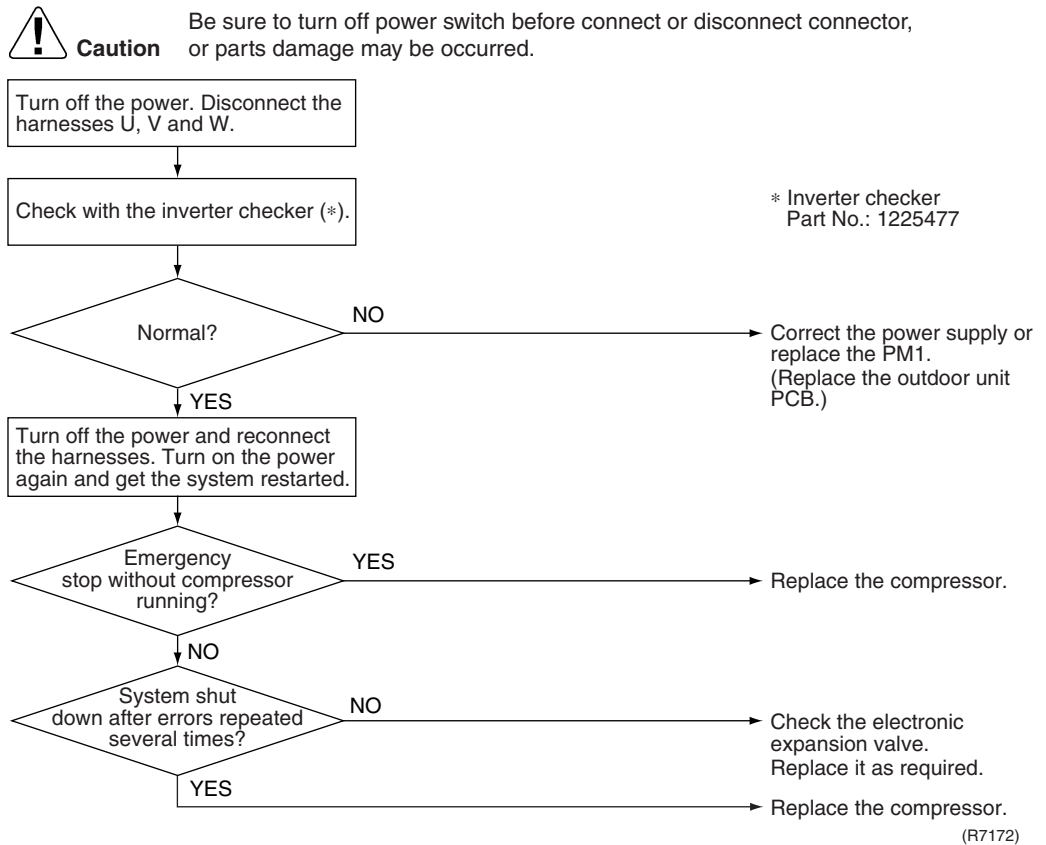 Be sure to turn off power switch before connect or disconnect connector,
Caution or parts damage may be occurred.
Turn off the power. Disconnect the
harnesses U, V and W.
Check with the inverter checker (*).
* Inverter checker
Part No.: 1225477
Normal?
NO
Correct the power supply or
replace the PM1.
(Replace the outdoor unit
PCB.)
YES
Turn off the power and reconnect
the harnesses. Turn on the power
again and get the system restarted.
Emergency
stop without compressor
running?
YES
Replace the compressor.
NO
System shut
down after errors repeated
several times?
NO
Check the electronic
expansion valve.
Replace it as required.
YES
Replace the compressor.
(R7172)